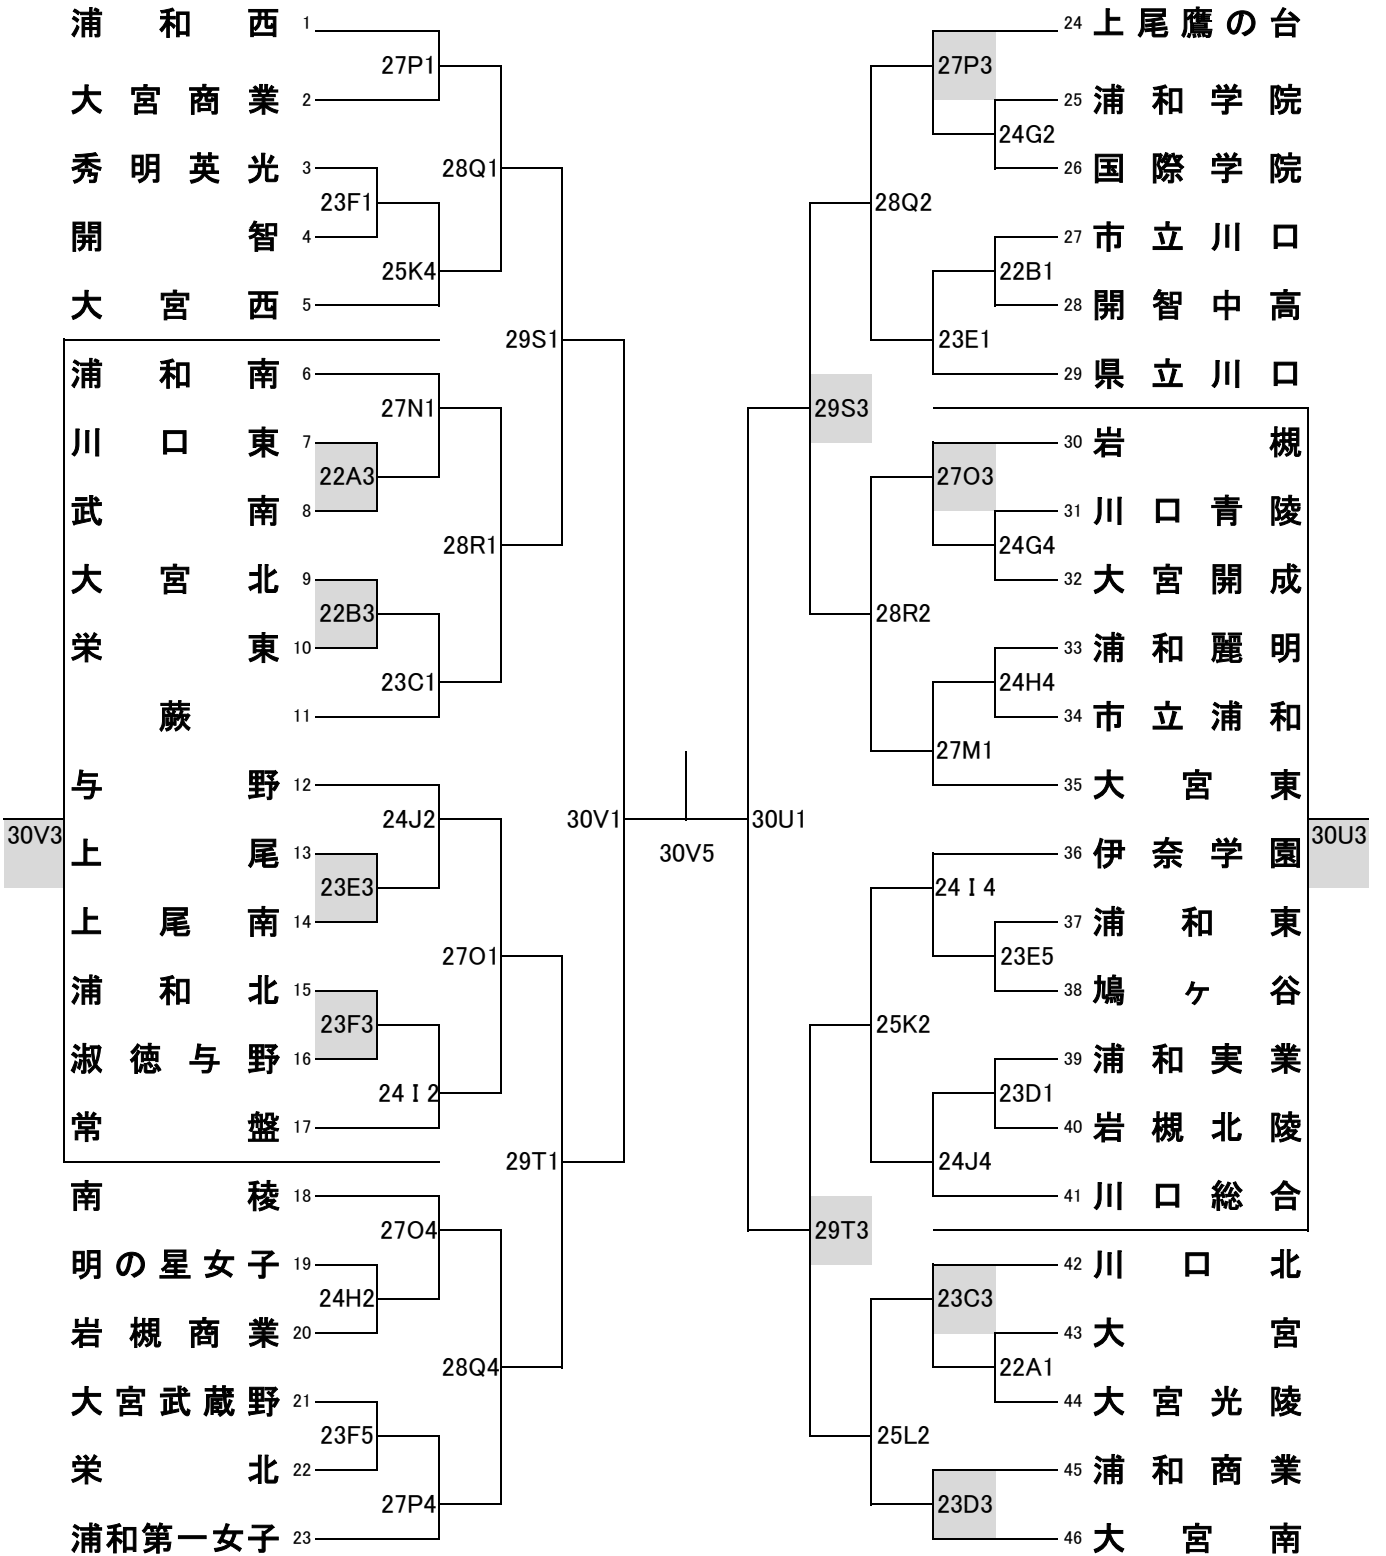 浦和西 1
27P1
大宮商業 2
28Q1
秀明英光 3
23F1
開智 4
25K4
大宮西 5
29S1
浦和南 6
27N1
川口東 7
22A3
武南 8
28R1
大宮北 9
22B3
栄東 10
23C1
蕨 11
与野 12
24J2
30V1
30V3
上尾 13
23E3
上尾南 14
27O1
浦和北 15
23F3
淑徳与野 16
24I2
常盤 17
29T1
南稜 18
27O4
明の星女子 19
24H2
岩槻商業 20
28Q4
大宮武蔵野 21
23F5
栄北 22
27P4
浦和第一女子 23
30V5
24 上尾鷹の台
27P3
25 浦和学院
24G2
26 国際学院
28Q2
27 市立川口
22B1
28 開智中高
23E1
29 県立川口
29S3
30 岩槻
27O3
31 川口青陵
24G4
32 大宮開成
28R2
33 浦和麗明
24H4
34 市立浦和
27M1
35 大宮東
30U1
30U3
36 伊奈学園
24I4
37 浦和東
23E5
38 鳩ヶ谷
25K2
39 浦和実業
23D1
40 岩槻北陵
24J4
41 川口総合
29T3
42 川口北
23C3
43 大宮
22A1
44 大宮光陵
25L2
45 浦和商業
23D3
46 大宮南